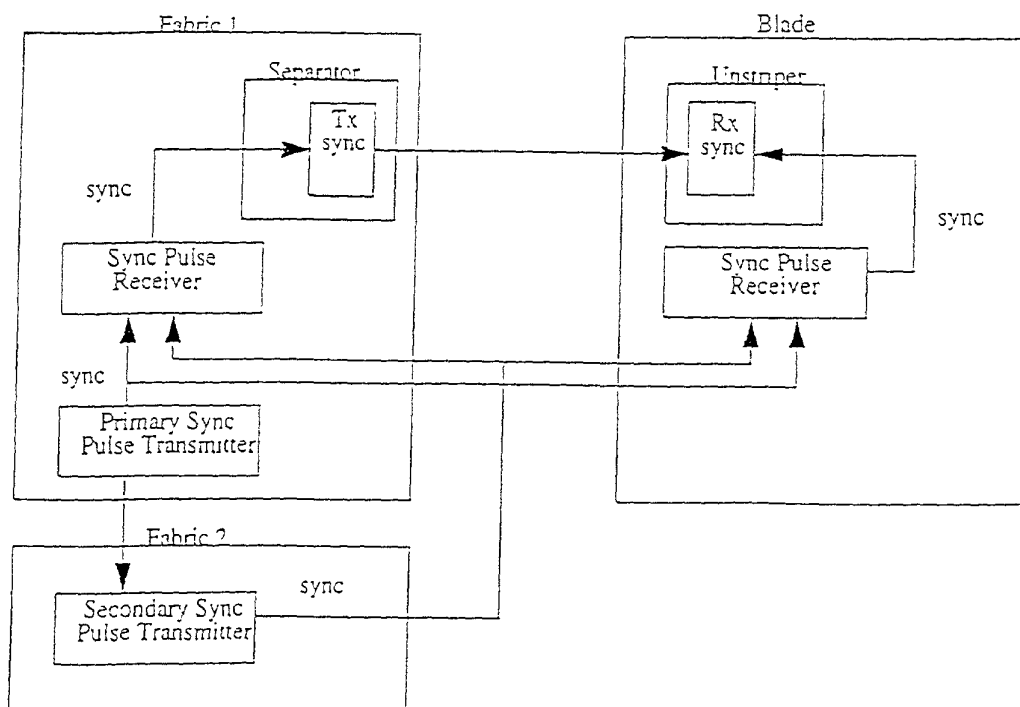 Fabric 1
Blade
Separator
Unstriper
Tx
sync
Rx
sync
sync
sync
Sync Pulse
Receiver
Sync Pulse
Receiver
sync
Primary Sync
Pulse Transmitter
Fabric 2
sync
Secondary Sync
Pulse Transmitter